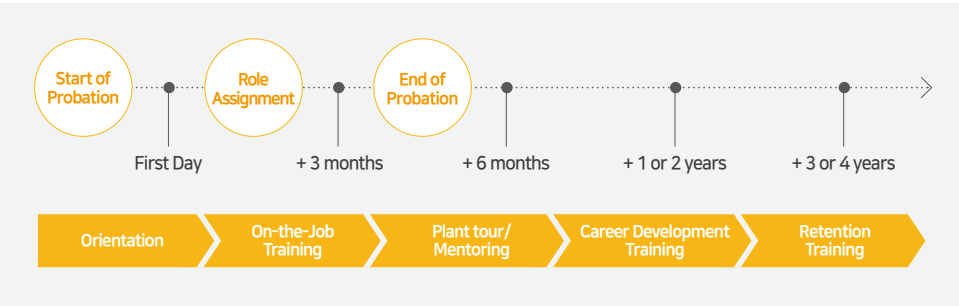 Start of
Probation
Role
Assignment
End of
Probation
First Day
+ 3 months
+ 6 months
+ 1 or 2 years
+ 3 or 4 years
Orientation
On-the-Job
Training
Plant tour/
Mentoring
Career Development
Training
Retention
Training